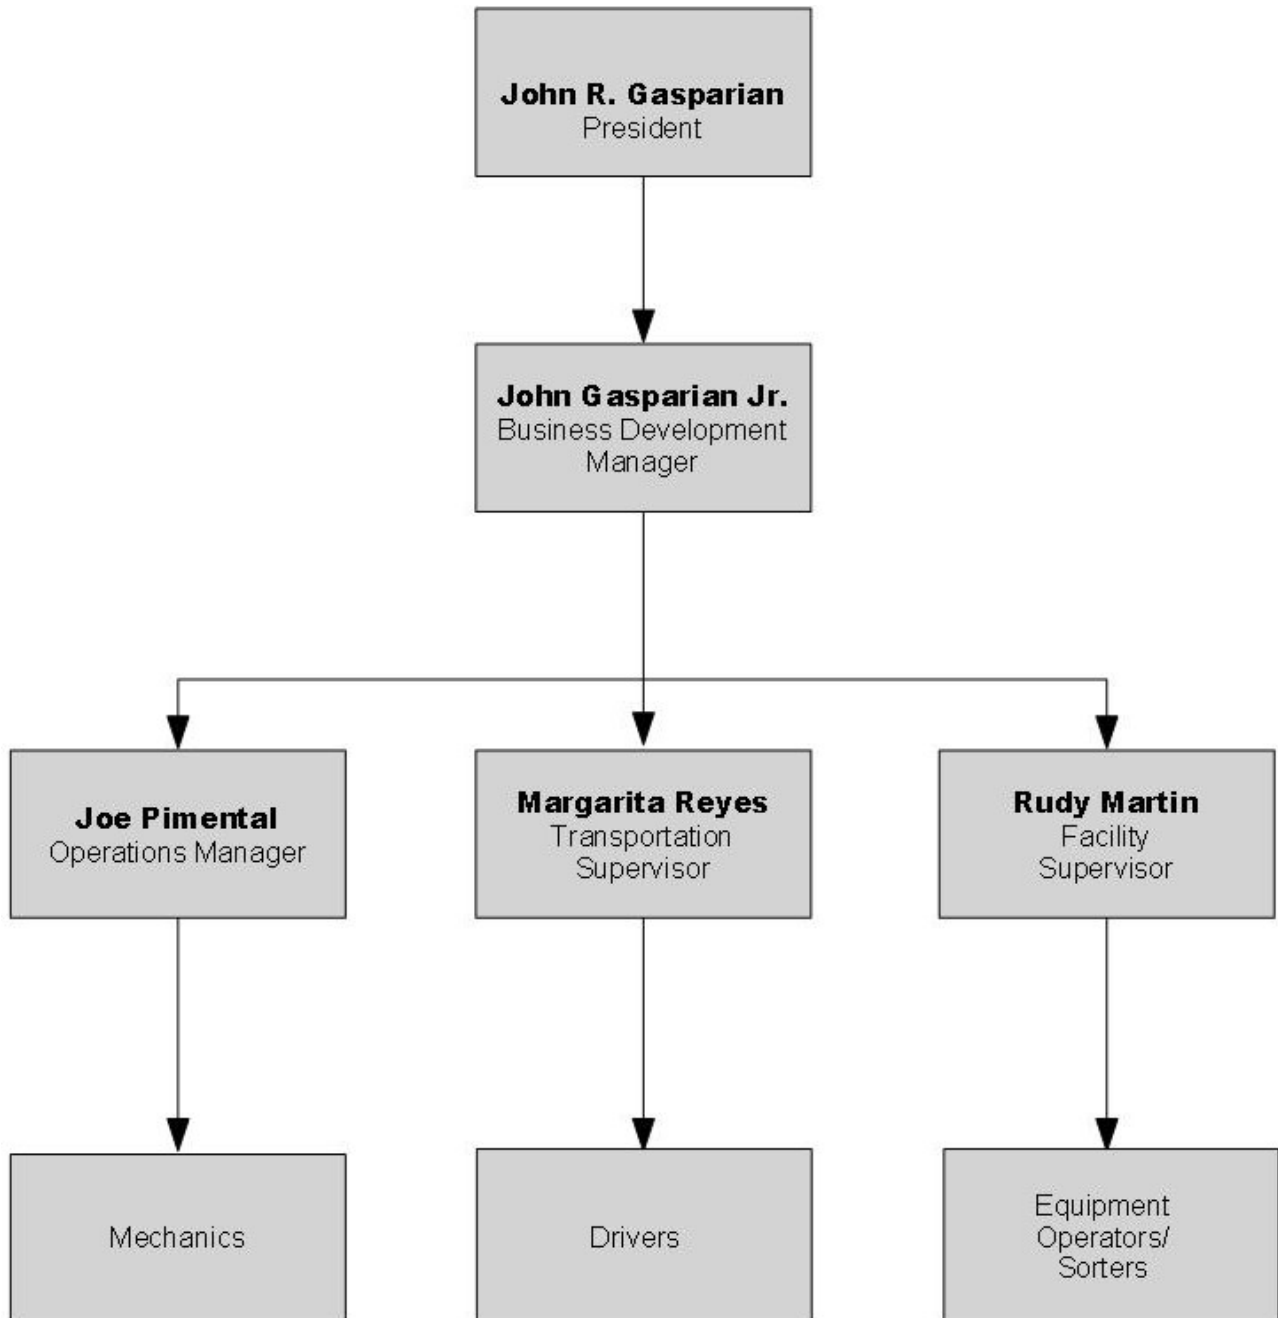 John R. Gasparian
President
John Gasparian Jr.
Business Development
Manager
Joe Pimental
Operations Manager
Margarita Reyes
Transportation
Supervisor
Rudy Martin
Facility
Supervisor
Mechanics
Drivers
Equipment
Operators/
Sorters